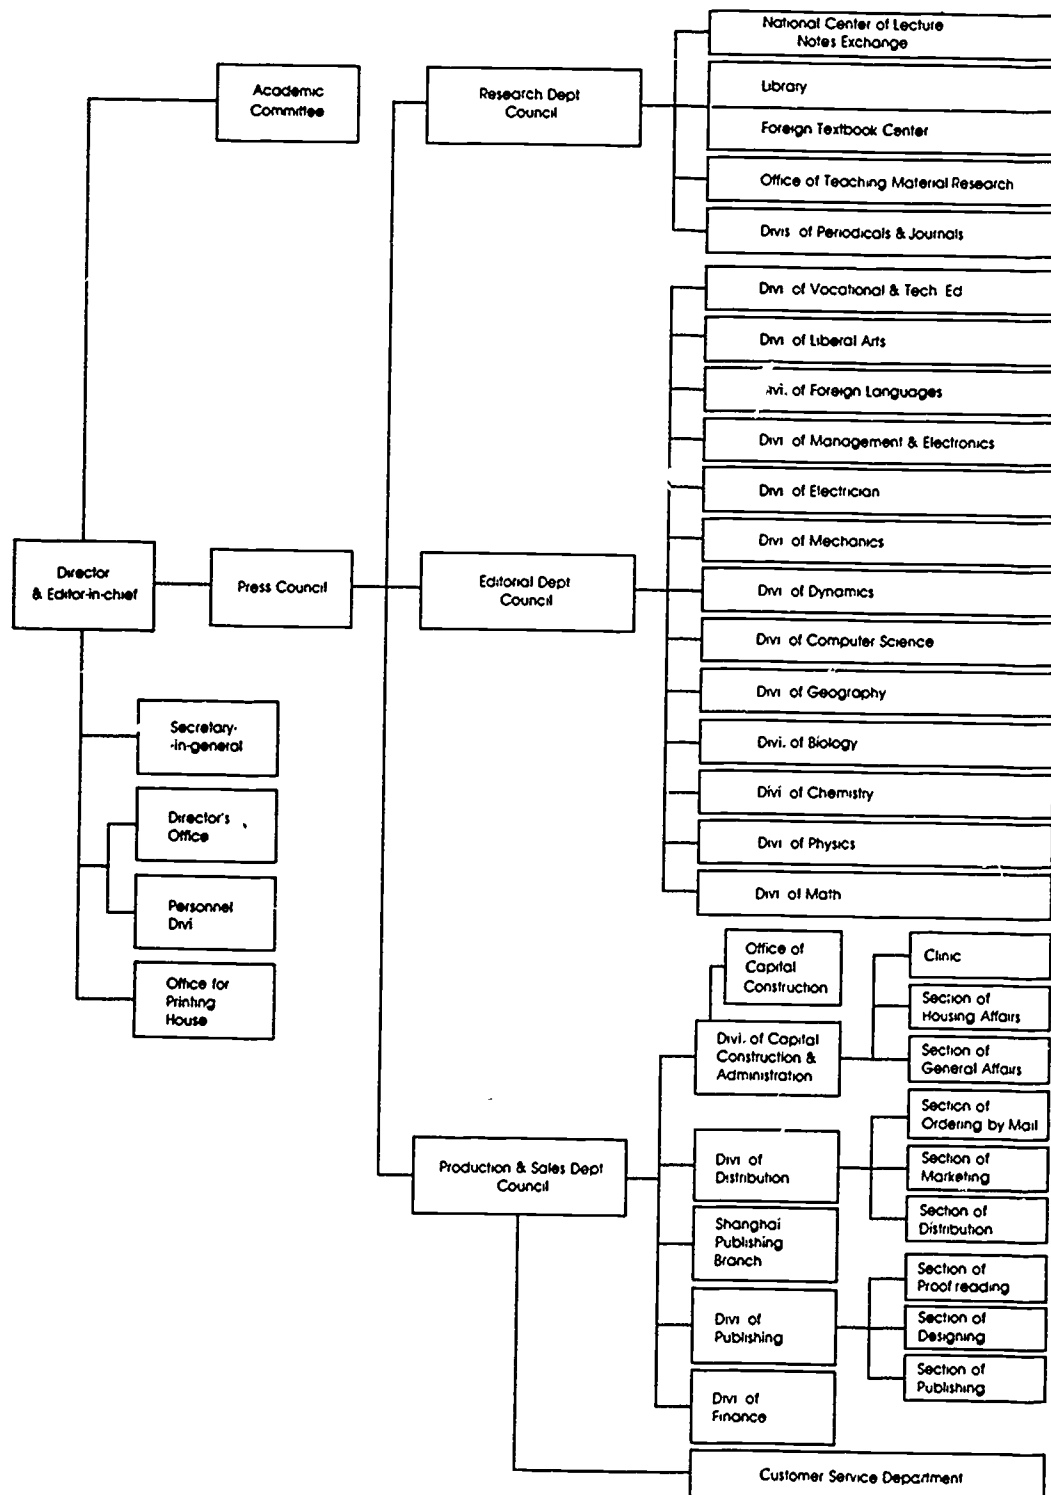 National Center of Lecture
Notes Exchange
Academic
Committee
Research Dept
Council
Library
Foreign Textbook Center
Office of Teaching Material Research
Divis of Periodicals & Journals
Divi of Vocational & Tech Ed
Divi of Liberal Arts
Divi. of Foreign Languages
Divi of Management & Electronics
Divi of Electrician
Divi of Mechanics
Director
& Editor-in-chief
Press Council
Editorial Dept
Council
Divi of Dynamics
Divi of Computer Science
Divi of Geography
Divi. of Biology
Divi of Chemistry
Divi of Physics
Divi of Math
Secretary-
-in-general
Director's
Office
Personnel
Divi
Office for
Printing
House
Office of
Capital
Construction
Clinic
Section of
Housing Affairs
Divi. of Capital
Construction &
Administration
Section of
General Affairs
Production & Sales Dept
Council
Divi of
Distribution
Section of
Ordering by Mail
Section of
Marketing
Section of
Distribution
Shanghai
Publishing
Branch
Divi of
Publishing
Section of
Proof reading
Section of
Designing
Section of
Publishing
Divi of
Finance
Customer Service Department